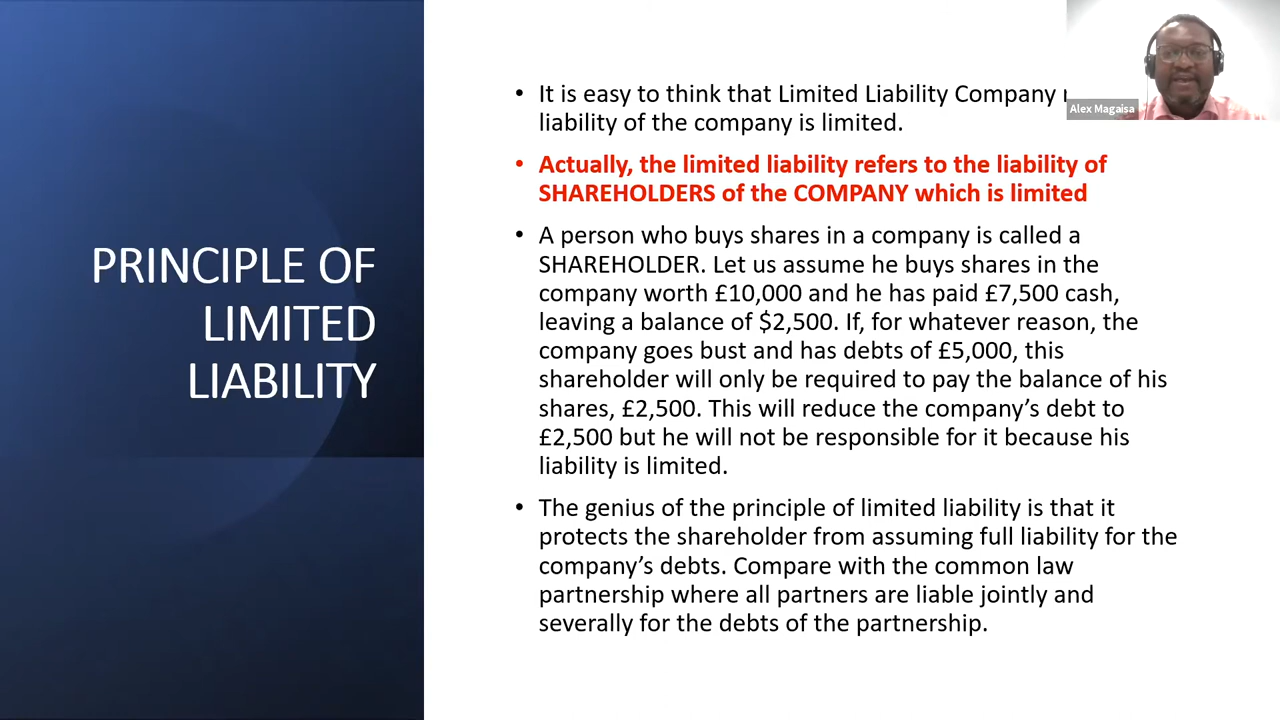 PRINCIPLE OF
LIMITED
LIABILITY
• It is easy to think that Limited Liability Company
liability of the company is limited.
• Actually, the limited liability refers to the liability of
SHAREHOLDERS of the COMPANY which is limited
• A person who buys shares in a company is called a
SHAREHOLDER. Let us assume he buys shares in the
company worth £10,000 and he has paid £7,500 cash,
leaving a balance of $2,500. If, for whatever reason, the
company goes bust and has debts of £5,000, this
shareholder will only be required to pay the balance of his
shares, £2,500. This will reduce the company’s debt to
£2,500 but he will not be responsible for it because his
liability is limited.
• The genius of the principle of limited liability is that it
protects the shareholder from assuming full liability for the
company’s debts. Compare with the common law
partnership where all partners are liable jointly and
severally for the debts of the partnership.
Alex Magaisa